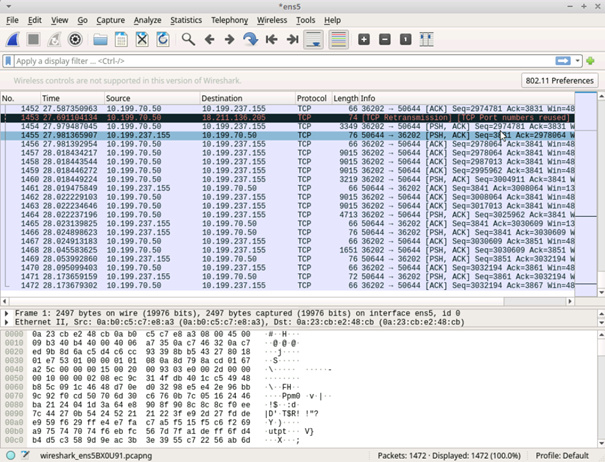 *ens5
File Edit View Go Capture Analyze Statistics Telephony Wireless Tools Help
Apply a display filter ... <Ctrl-/>
Wireless controls are not supported in this version of Wireshark.
802.11 Preferences
No. Time Source Destination Protocol Length Info
1452 27.587350963 10.199.70.50 10.199.237.155 TCP 66 36202 → 50644 [ACK] Seq=2974781 Ack=3831 Win=48
1453 27.691104134 10.199.70.50 18.211.136.205 TCP 74 [TCP Retransmission] [TCP Port numbers reused]
1454 27.979487045 10.199.70.50 10.199.237.155 TCP 3349 36202 → 50644 [PSH, ACK] Seq=2974781 Ack=3831 W
1455 27.981365907 10.199.237.155 10.199.70.50 TCP 76 50644 → 36202 [PSH, ACK] Ack=2978064 W
1456 27.981392954 10.199.70.50 10.199.237.155 TCP 66 36202 → 50644 [ACK] Seq=2978064 Ack=3841 Win=48
1457 28.018434217 10.199.70.50 10.199.237.155 TCP 9015 36202 → 50644 [PSH, ACK] Seq=2978064 Ack=3841 W
1458 28.018443544 10.199.70.50 10.199.237.155 TCP 9015 36202 → 50644 [PSH, ACK] Seq=2987013 Ack=3841 W
1459 28.018446272 10.199.70.50 10.199.237.155 TCP 9015 36202 → 50644 [PSH, ACK] Seq=2995962 Ack=3841 W
1460 28.018449224 10.199.70.50 10.199.237.155 TCP 3219 36202 → 50644 [PSH, ACK] Seq=3004911 Ack=3841 W
1461 28.019475849 10.199.237.155 10.199.70.50 TCP 66 50644 → 36202 [ACK] Seq=3841 Ack=3008064 Win=13
1462 28.022229103 10.199.70.50 10.199.237.155 TCP 9015 36202 → 50644 [PSH, ACK] Seq=3008064 Ack=3841 W
1463 28.022234646 10.199.70.50 10.199.237.155 TCP 9015 36202 → 50644 [PSH, ACK] Seq=3017013 Ack=3841 W
1464 28.022237196 10.199.70.50 10.199.237.155 TCP 4713 36202 → 50644 [PSH, ACK] Seq=3025962 Ack=3841 W
1465 28.023139825 10.199.237.155 10.199.70.50 TCP 66 50644 → 36202 [ACK] Seq=3841 Ack=3030609 Win=13
1466 28.024898623 10.199.237.155 10.199.70.50 TCP 76 50644 → 36202 [PSH, ACK] Seq=3841 Ack=3030609 W
1467 28.024913183 10.199.70.50 10.199.237.155 TCP 66 36202 → 50644 [ACK] Seq=3030609 Ack=3851 Win=48
1468 28.045583625 10.199.70.50 10.199.237.155 TCP 1651 36202 → 50644 [PSH, ACK] Seq=3030609 Ack=3851 W
1469 28.053992860 10.199.237.155 10.199.70.50 TCP 76 50644 → 36202 [PSH, ACK] Seq=3851 Ack=3032194 W
1470 28.095099403 10.199.70.50 10.199.237.155 TCP 66 36202 → 50644 [ACK] Seq=3032194 Ack=3861 Win=48
1471 28.173659159 10.199.237.155 10.199.70.50 TCP 72 50644 → 36202 [PSH, ACK] Seq=3861 Ack=3032194 W
1472 28.173679302 10.199.70.50 10.199.237.155 TCP 66 36202 → 50644 [ACK] Seq=3032194 Ack=3867 Win=48
Frame 1: 2497 bytes on wire (19976 bits), 2497 bytes captured (19976 bits) on interface ens5, id 0
Ethernet II, Src: 0a:b0:c5:c7:e8:a3 (0a:b0:c5:c7:e8:a3), Dst: 0a:23:cb:e2:48:cb (0a:23:cb:e2:48:cb)
0000 0a 23 cb e2 48 cb 0a b0 c5 c7 e8 a3 08 00 45 00
0010 09 b3 40 b4 40 00 40 06 a7 35 0a c7 46 32 0a c7
0020 ed 9b 8d 6a c5 d4 c6 cc 93 39 8b b5 43 27 80 18
0030 01 e7 53 01 00 00 01 01 08 0a 8d 79 8a cd 01 67
0040 a2 5c 00 00 00 15 00 20 00 93 03 e0 00 2d 00 00
0050 00 10 00 00 02 08 ec 9c 31 4f db 40 1c c5 49 48
0060 b8 5c 09 1c 46 48 d7 0e d0 32 98 e5 e4 2e 96 bb
0070 9c 92 f0 cd 50 70 6d 30 c6 76 0b 7c 05 16 24 46
0080 ba 21 24 04 1d 3a 64 e8 90 8f 90 8c 8c 8c f0 ee
0090 7c 44 27 0b 54 24 52 21 21 22 3f e9 2d 27 fd de
00a0 e9 59 f6 29 ff e4 e7 fa c7 a5 f5 15 f5 c6 f2 69
00b0 a9 75 74 70 74 f6 eb fc 56 7d 7f a1 de ff 6f d4
00c0 b4 d5 c3 58 9d 9e ac 3b 3e 39 55 c7 22 56 ab 6d
wireshark_ens5BX0U91.pcapng
Packets: 1472 · Displayed: 1472 (100.0%)
Profile: Default